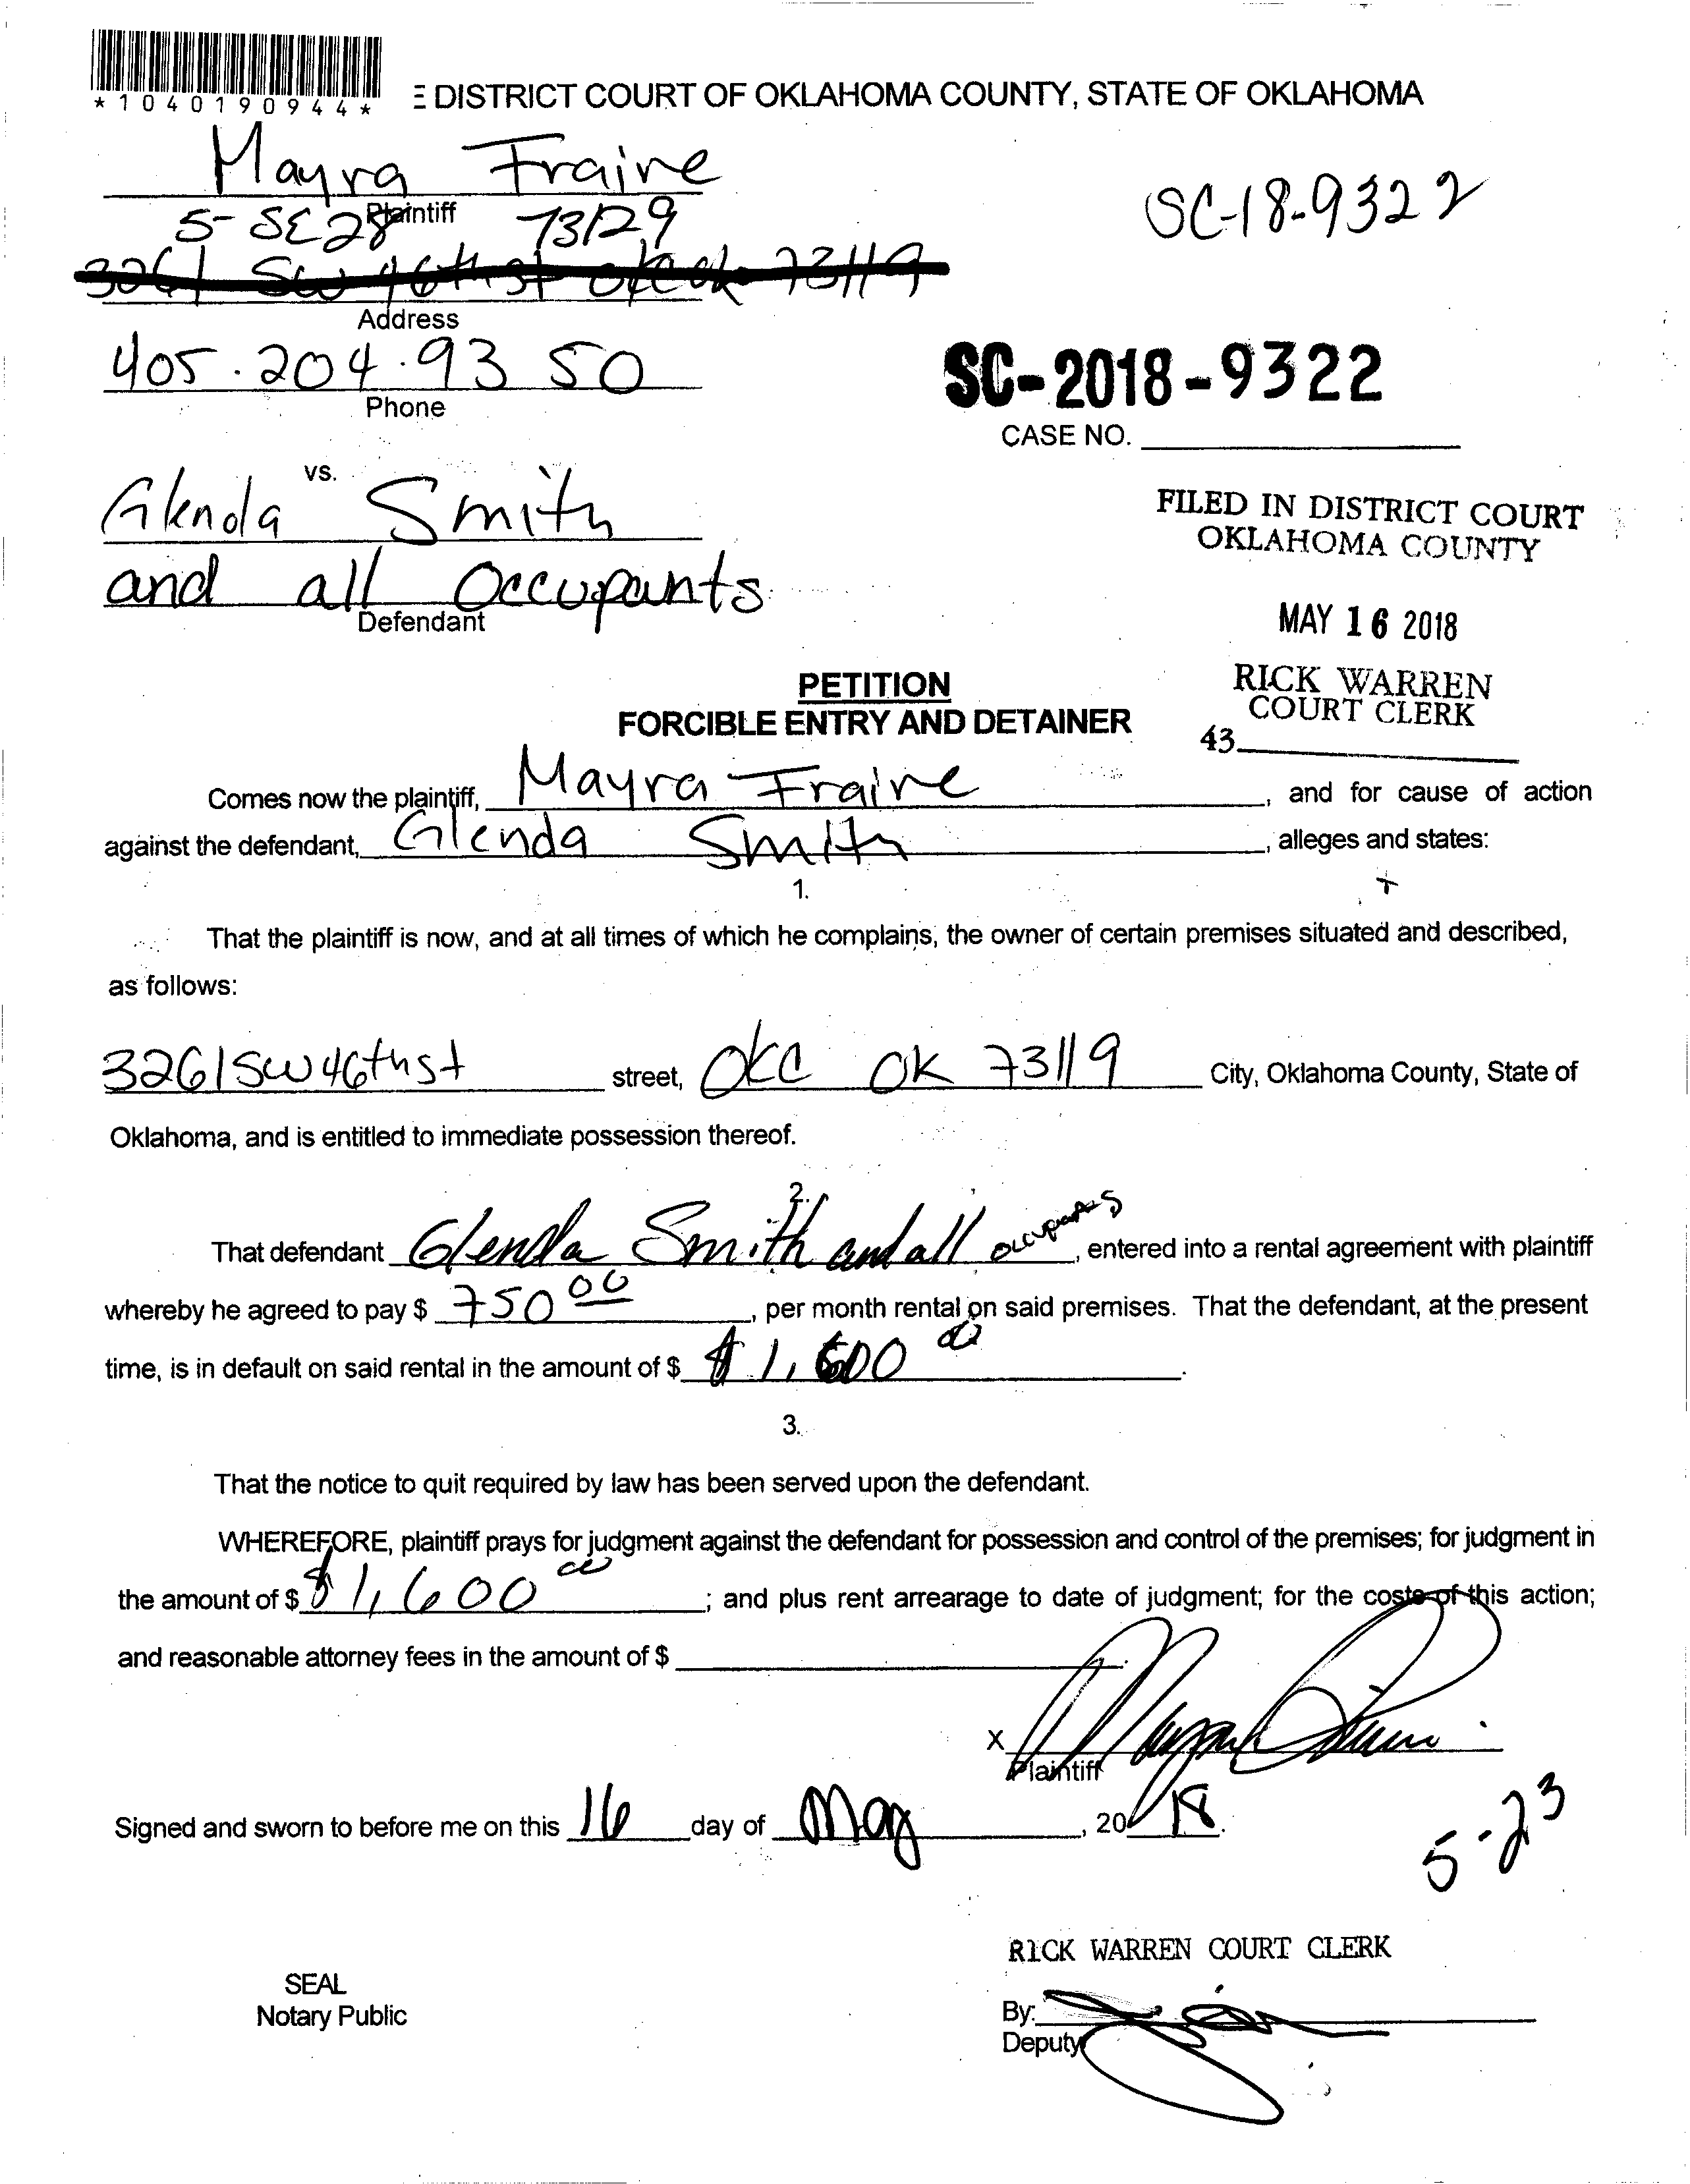 *1040190944*
E DISTRICT COURT OF OKLAHOMA COUNTY, STATE OF OKLAHOMA
Mayra Fraire
Plaintiff
5- SE 28 73129
3261 SW 46th st 73119
Address
405.204.93 50
Phone
SC-18-9322
SC-2018-9322
CASE NO.
vs.
Glenda Smith
and all Occupants
Defendant
FILED IN DISTRICT COURT
OKLAHOMA COUNTY
MAY 16 2018
RICK WARREN
COURT CLERK
43
PETITION
FORCIBLE ENTRY AND DETAINER
Comes now the plaintiff, Mayra Fraire, and for cause of action
against the defendant, Glenda Smith, alleges and states:
1.
That the plaintiff is now, and at all times of which he complains, the owner of certain premises situated and described,
as follows:
3261 SW 46th st street, OKC OK 73119 City, Oklahoma County, State of
Oklahoma, and is entitled to immediate possession thereof.
2.
That defendant Glenda Smith and all occupants, entered into a rental agreement with plaintiff
whereby he agreed to pay $ 750 00, per month rental on said premises. That the defendant, at the present
time, is in default on said rental in the amount of $ $ 1,600 00.
3.
That the notice to quit required by law has been served upon the defendant.
WHEREFORE, plaintiff prays for judgment against the defendant for possession and control of the premises; for judgment in
the amount of $ $1,600 00; and plus rent arrearage to date of judgment; for the costs of this action;
and reasonable attorney fees in the amount of $
X
Plaintiff
Signed and sworn to before me on this 16 day of May, 2018.
5-23
RICK WARREN COURT CLERK
SEAL
Notary Public
By:
Deputy